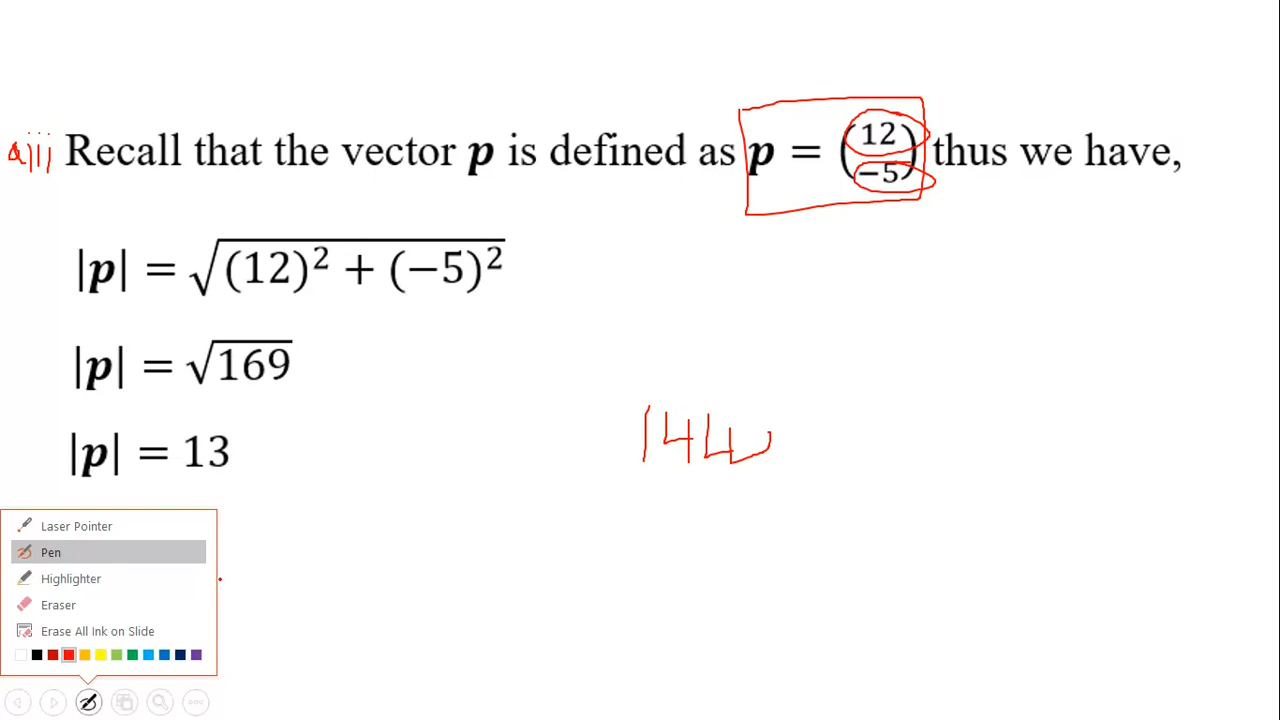 aiii Recall that the vector p is defined as p = (12 -5) thus we have,
|p| = √(12)² + (−5)²
|p| = √169
|p| = 13
144
Laser Pointer
Pen
Highlighter
Eraser
Erase All Ink on Slide